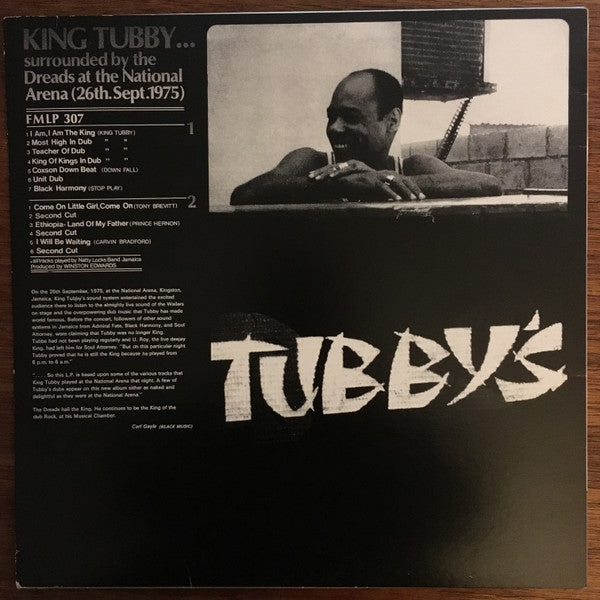 KING TUBBY...
surrounded by the
Dreads at the National
Arena (26th.Sept.1975)
FMLP 307
1
1 I Am, I Am The King (KING TUBBY)
2 Most High In Dub " "
3 Teacher Of Dub " "
4 King Of Kings In Dub " "
5 Coxson Down Beat (DOWN FALL)
6 Unit Dub
7 Black Harmony (STOP PLAY)
2
1 Come On Little Girl, Come On (TONY BREVITT)
2 Second Cut
3 Ethiopia- Land Of My Father (PRINCE HERNON)
4 Second Cut
5 I Will Be Waiting (CARVIN BRADFORD)
6 Second Cut
All tracks played by Natty Locks Band Jamaica
Produced by WINSTON EDWARDS
On the 26th September, 1975, at the National Arena, Kingston,
Jamaica, King Tubby's sound system entertained the excited
audience there to listen to the almighty live sound of the Wailers
on stage and the overpowering dub music that Tubby has made
world famous. Before the concert, followers of other sound
systems in Jamaica from Admiral Fate, Black Harmony, and Soul
Attorney, were claiming that Tubby was no longer King.
Tubbe had not been playing regularly and U. Roy, the live deejay
King, had left him for Soul Attorney. "But on this particular night
Tubby proved that he is still the King because he played from
6 p.m. to 6 a.m."
". . . . So this L.P. is based upon some of the various tracks that
King Tubby played at the National Arena that night. A few of
Tubby's dubs appear on this new album either as naked and
delightful as they were at the National Arena."
The Dreads hail the King. He continues to be the King of the
dub Rock, at his Musical Chamber.
Carl Gayle (BLACK MUSIC)
TUBBY'S